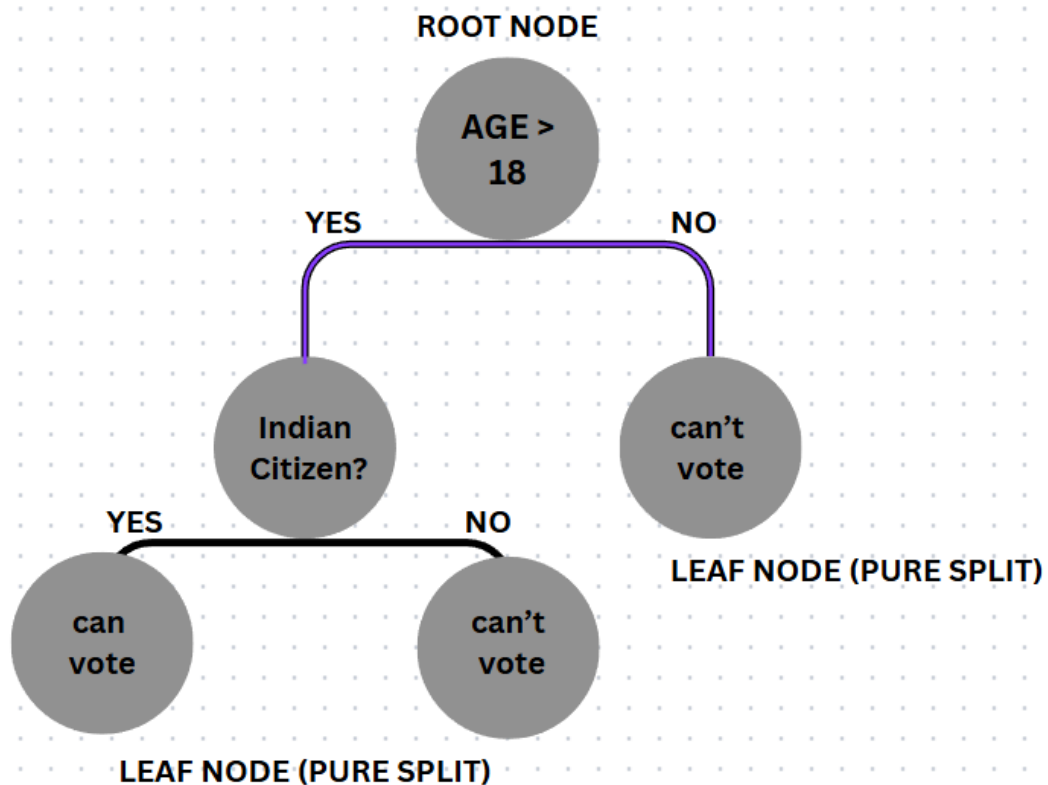 ROOT NODE
AGE >
18
YES
NO
Indian
Citizen?
can't
vote
YES
NO
LEAF NODE (PURE SPLIT)
can
vote
can't
vote
LEAF NODE (PURE SPLIT)